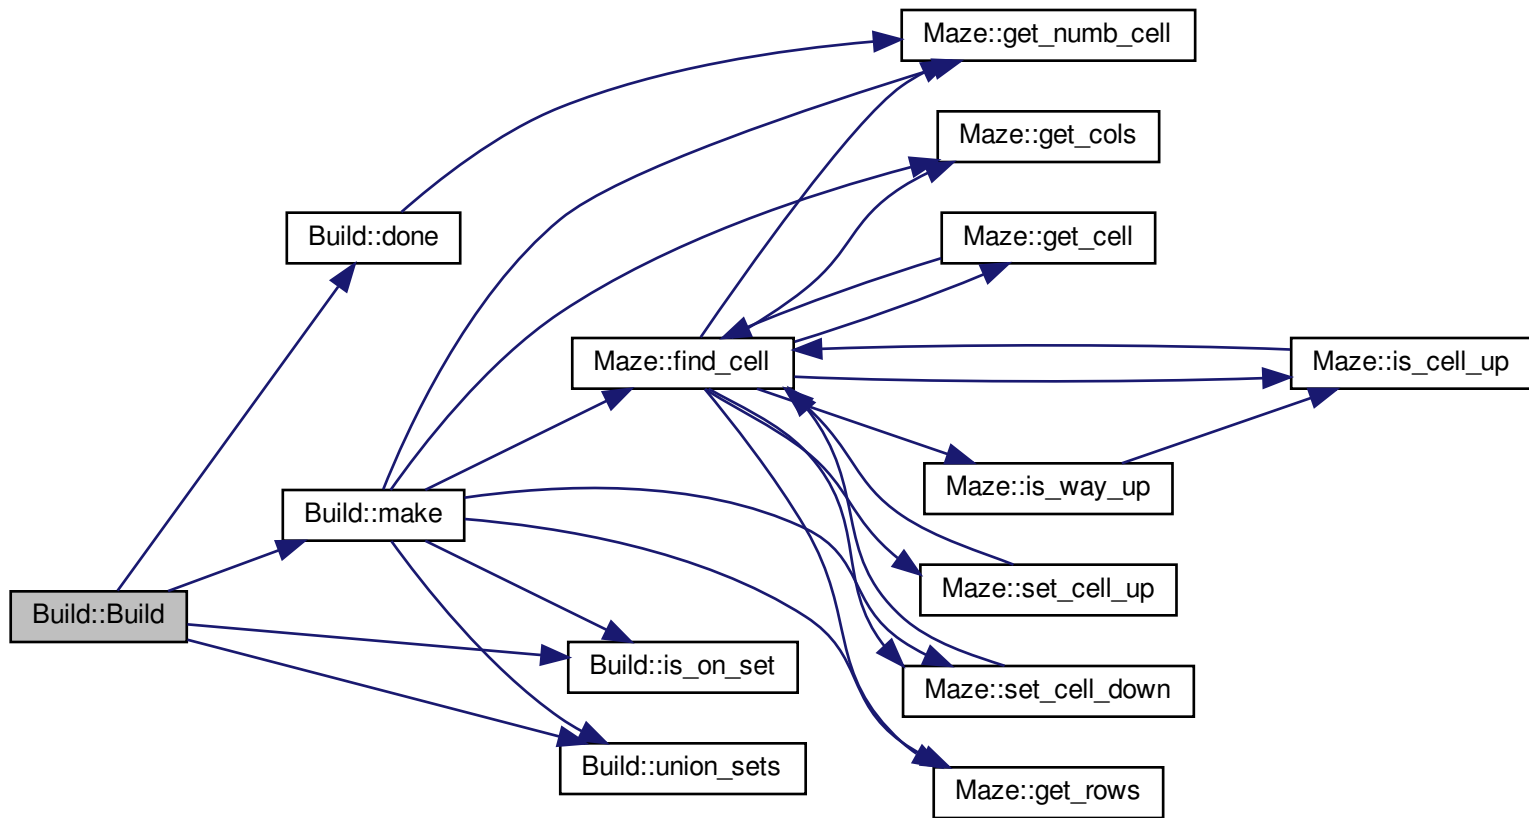 Maze::get_numb_cell
Maze::get_cols
Build::done
Maze::get_cell
Maze::find_cell
Maze::is_cell_up
Maze::is_way_up
Build::make
Maze::set_cell_up
Build::Build
Build::is_on_set
Maze::set_cell_down
Build::union_sets
Maze::get_rows